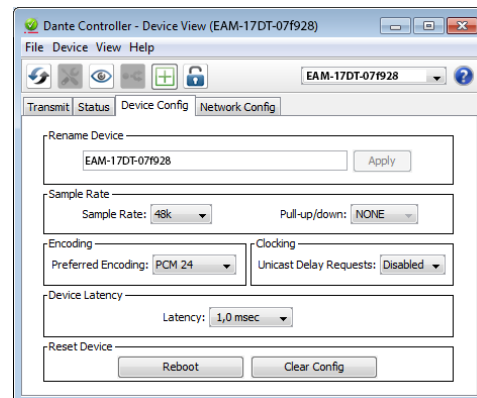 Dante Controller - Device View (EAM-17DT-07f928)
File Device View Help
EAM-17DT-07f928
Transmit Status Device Config Network Config
Rename Device
EAM-17DT-07f928 Apply
Sample Rate
Sample Rate: 48k Pull-up/down: NONE
Encoding Clocking
Preferred Encoding: PCM 24 Unicast Delay Requests: Disabled
Device Latency
Latency: 1,0 msec
Reset Device
Reboot Clear Config